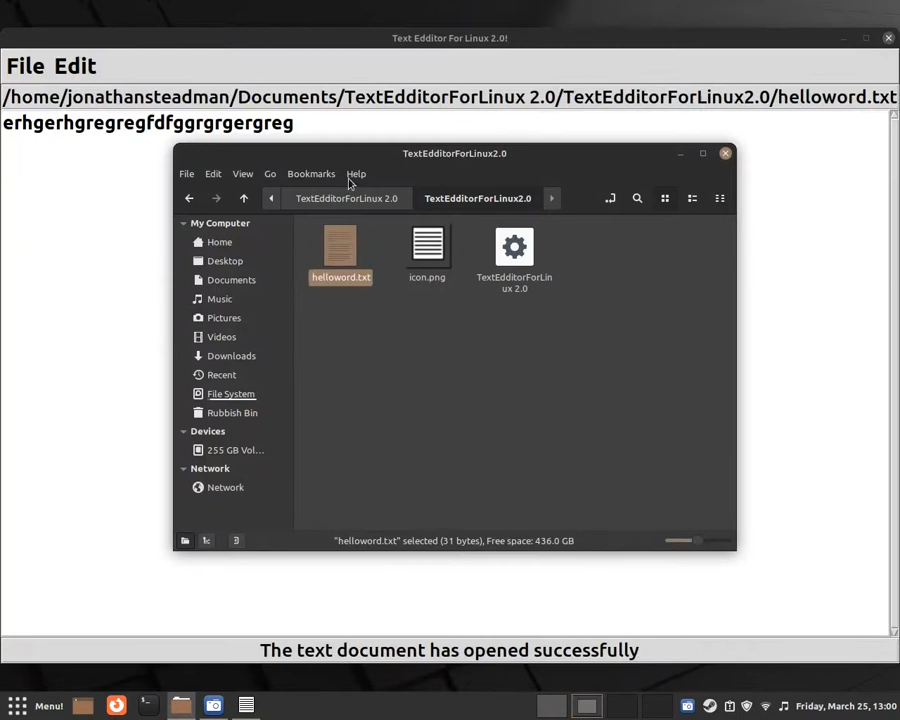 Text Edditor For Linux 2.0!
File Edit
/home/jonathansteadman/Documents/TextEdditorForLinux 2.0/TextEdditorForLinux2.0/helloword.txt
erhgerhgregregfdfggrgrgergreg
TextEdditorForLinux2.0
File Edit View Go Bookmarks Help
TextEdditorForLinux 2.0 TextEdditorForLinux2.0
My Computer
Home
Desktop
Documents
Music
Pictures
Videos
Downloads
Recent
File System
Rubbish Bin
Devices
255 GB Vol...
Network
Network
helloword.txt
icon.png
TextEdditorForLin
ux 2.0
"helloword.txt" selected (31 bytes), Free space: 436.0 GB
The text document has opened successfully
Menu! Friday, March 25, 13:00